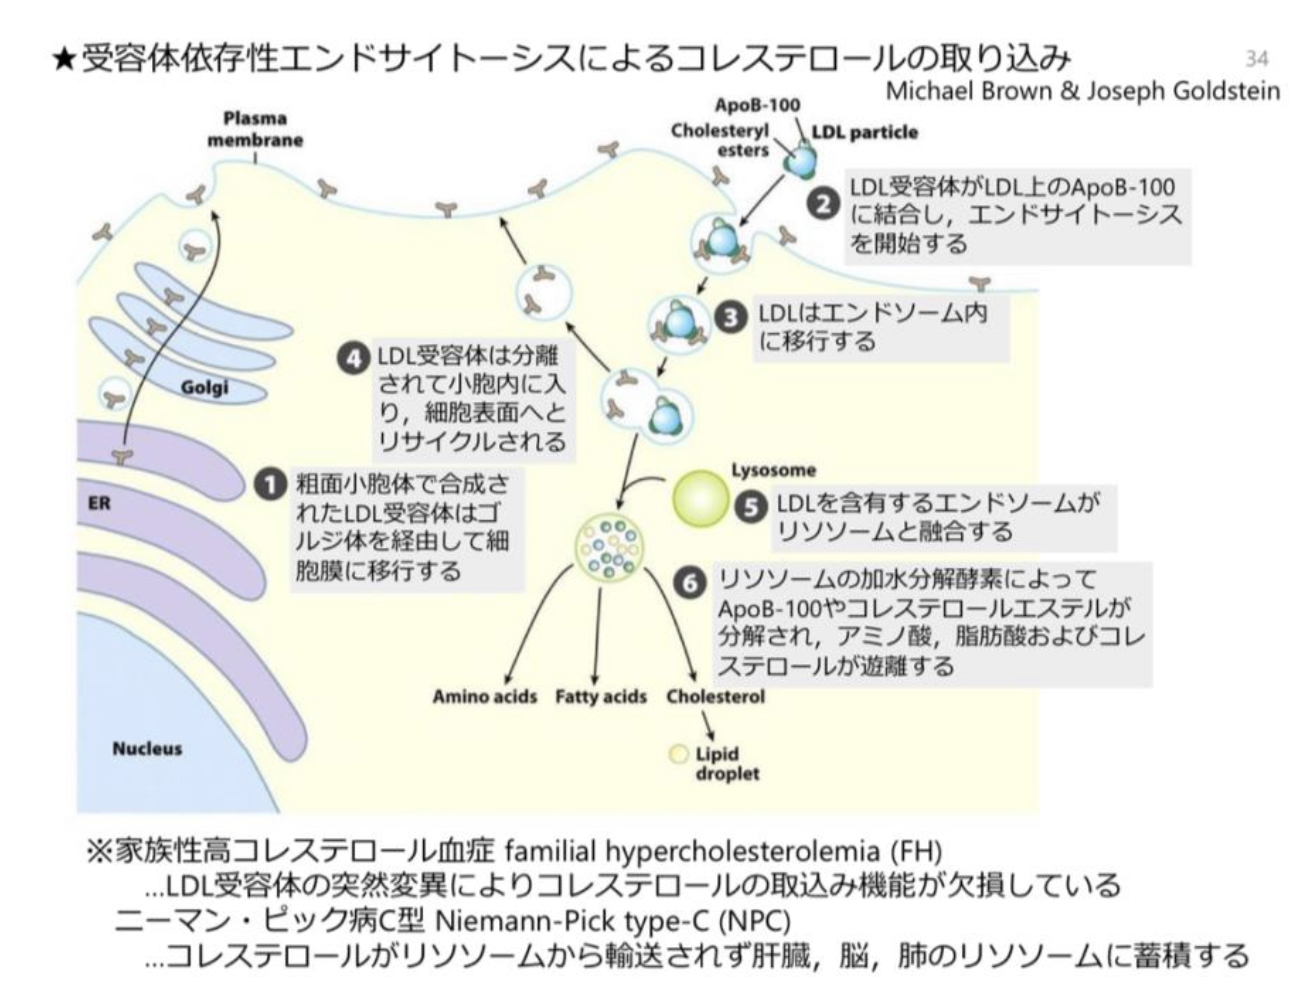 ★受容体依存性エンドサイトーシスによるコレステロールの取り込み
34
Michael Brown & Joseph Goldstein
Plasma
membrane
ApoB-100
Cholesteryl
esters
LDL particle
2
LDL受容体がLDL上のApoB-100
に結合し，エンドサイトーシス
を開始する
3
LDLはエンドソーム内
に移行する
4
LDL受容体は分離
されて小胞内に入
り，細胞表面へと
リサイクルされる
Golgi
ER
1
粗面小胞体で合成さ
れたLDL受容体はゴ
ルジ体を経由して細
胞膜に移行する
Lysosome
5
LDLを含有するエンドソームが
リソソームと融合する
6
リソソームの加水分解酵素によって
ApoB-100やコレステロールエステルが
分解され，アミノ酸，脂肪酸およびコレ
ステロールが遊離する
Amino acids
Fatty acids
Cholesterol
Lipid
droplet
Nucleus
※家族性高コレステロール血症 familial hypercholesterolemia (FH)
...LDL受容体の突然変異によりコレステロールの取込み機能が欠損している
ニーマン・ピック病C型 Niemann-Pick type-C (NPC)
...コレステロールがリソソームから輸送されず肝臓，脳，肺のリソソームに蓄積する